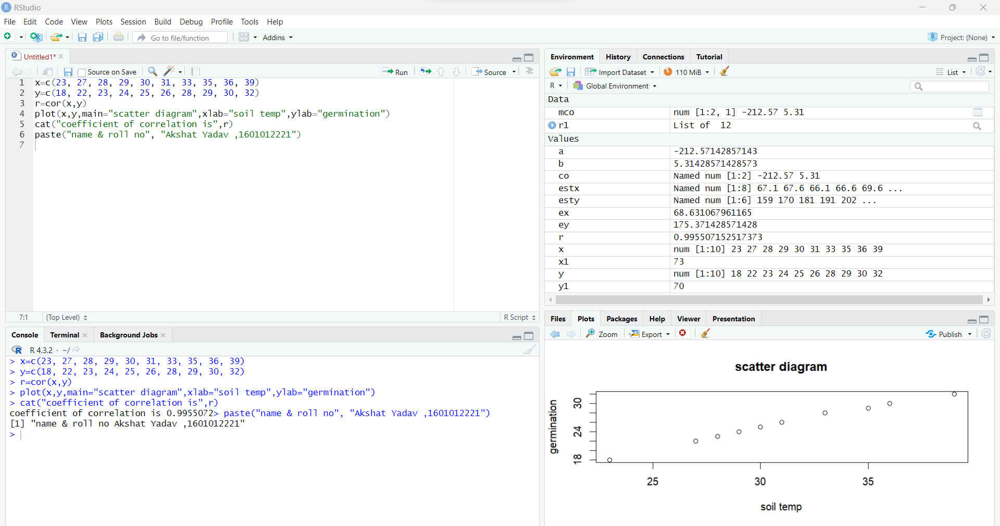 RStudio
File Edit Code View Plots Session Build Debug Profile Tools Help
Go to file/function Addins Project: (None)
Untitled1*
Source on Save Run Source
1 x=c(23, 27, 28, 29, 30, 31, 33, 35, 36, 39)
2 y=c(18, 22, 23, 24, 25, 26, 28, 29, 30, 32)
3 r=cor(x,y)
4 plot(x,y,main="scatter diagram",xlab="soil temp",ylab="germination")
5 cat("coefficient of correlation is",r)
6 paste("name & roll no", "Akshat Yadav ,1601012221")
7
7:1 (Top Level) R Script
Console Terminal Background Jobs
R 4.3.2 · ~/
> x=c(23, 27, 28, 29, 30, 31, 33, 35, 36, 39)
> y=c(18, 22, 23, 24, 25, 26, 28, 29, 30, 32)
> r=cor(x,y)
> plot(x,y,main="scatter diagram",xlab="soil temp",ylab="germination")
> cat("coefficient of correlation is",r)
coefficient of correlation is 0.9955072> paste("name & roll no", "Akshat Yadav ,1601012221")
[1] "name & roll no Akshat Yadav ,1601012221"
>
Environment History Connections Tutorial
Import Dataset 110 MiB List
R Global Environment
Data
mco num [1:2, 1] -212.57 5.31
r1 List of 12
Values
a -212.57142857143
b 5.31428571428573
co Named num [1:2] -212.57 5.31
estx Named num [1:8] 67.1 67.6 66.1 66.6 69.6 ...
esty Named num [1:6] 159 170 181 191 202 ...
ex 68.631067961165
ey 175.371428571428
r 0.995507152517373
x num [1:10] 23 27 28 29 30 31 33 35 36 39
x1 73
y num [1:10] 18 22 23 24 25 26 28 29 30 32
y1 70
Files Plots Packages Help Viewer Presentation
Zoom Export Publish
scatter diagram
germination
30
24
18
25 30 35
soil temp